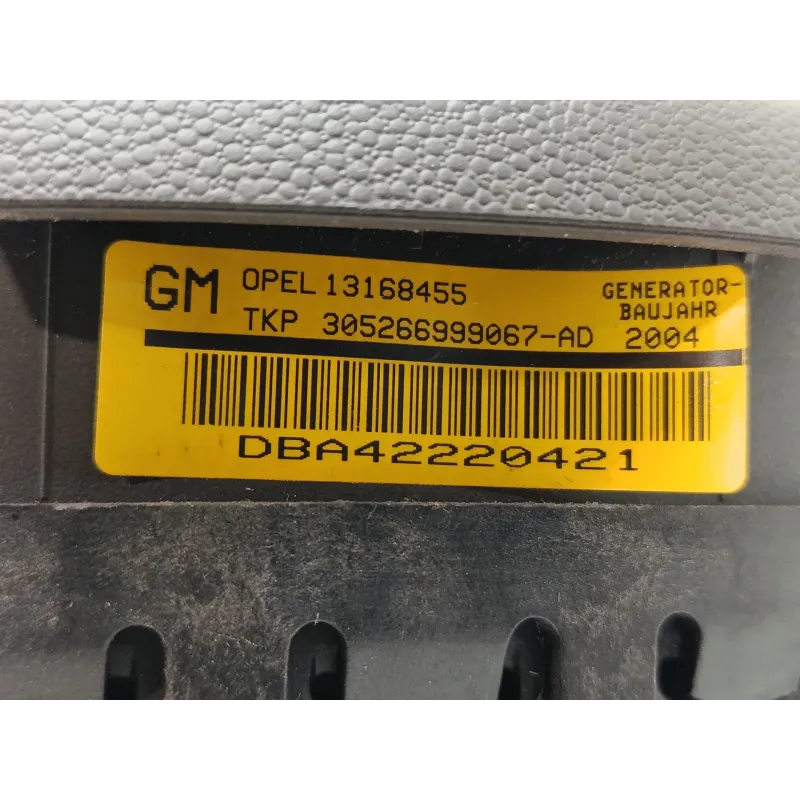 GM OPEL 13168455 GENERATOR-
BAUJAHR
TKP 305266999067-AD 2004
DBA42220421